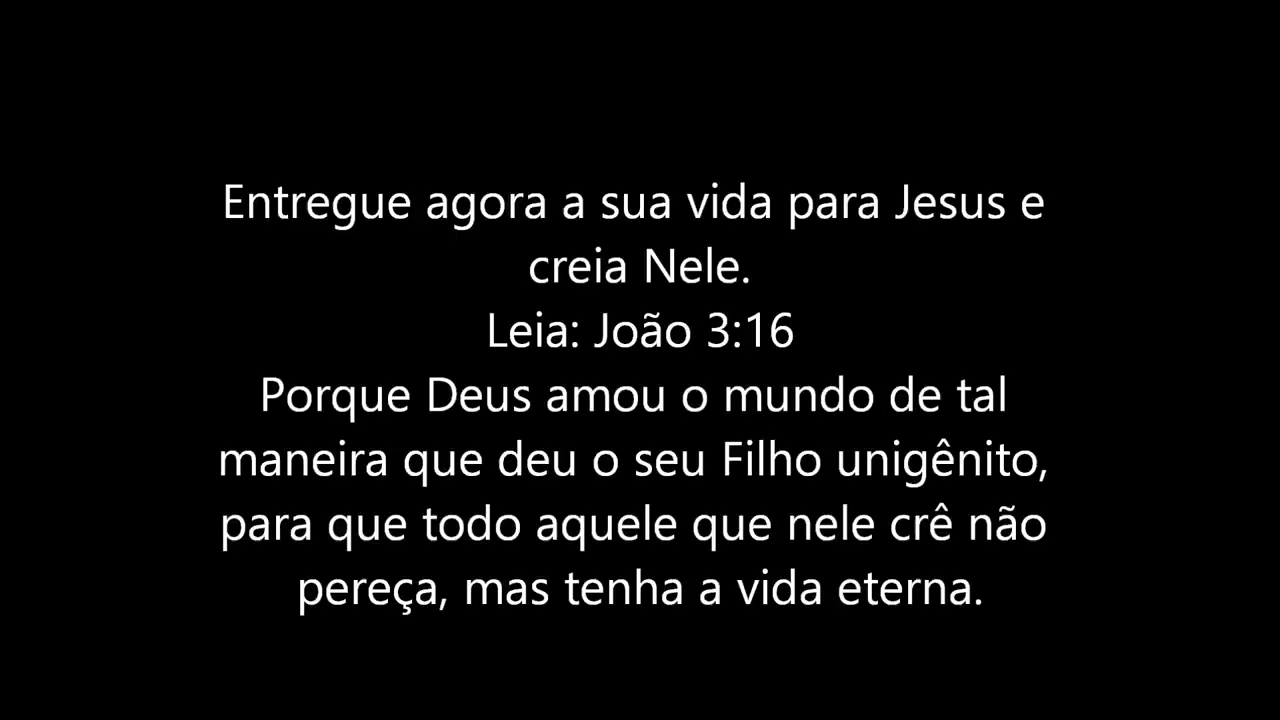 Entregue agora a sua vida para Jesus e
creia Nele.
Leia: João 3:16
Porque Deus amou o mundo de tal
maneira que deu o seu Filho unigênito,
para que todo aquele que nele crê não
pereça, mas tenha a vida eterna.